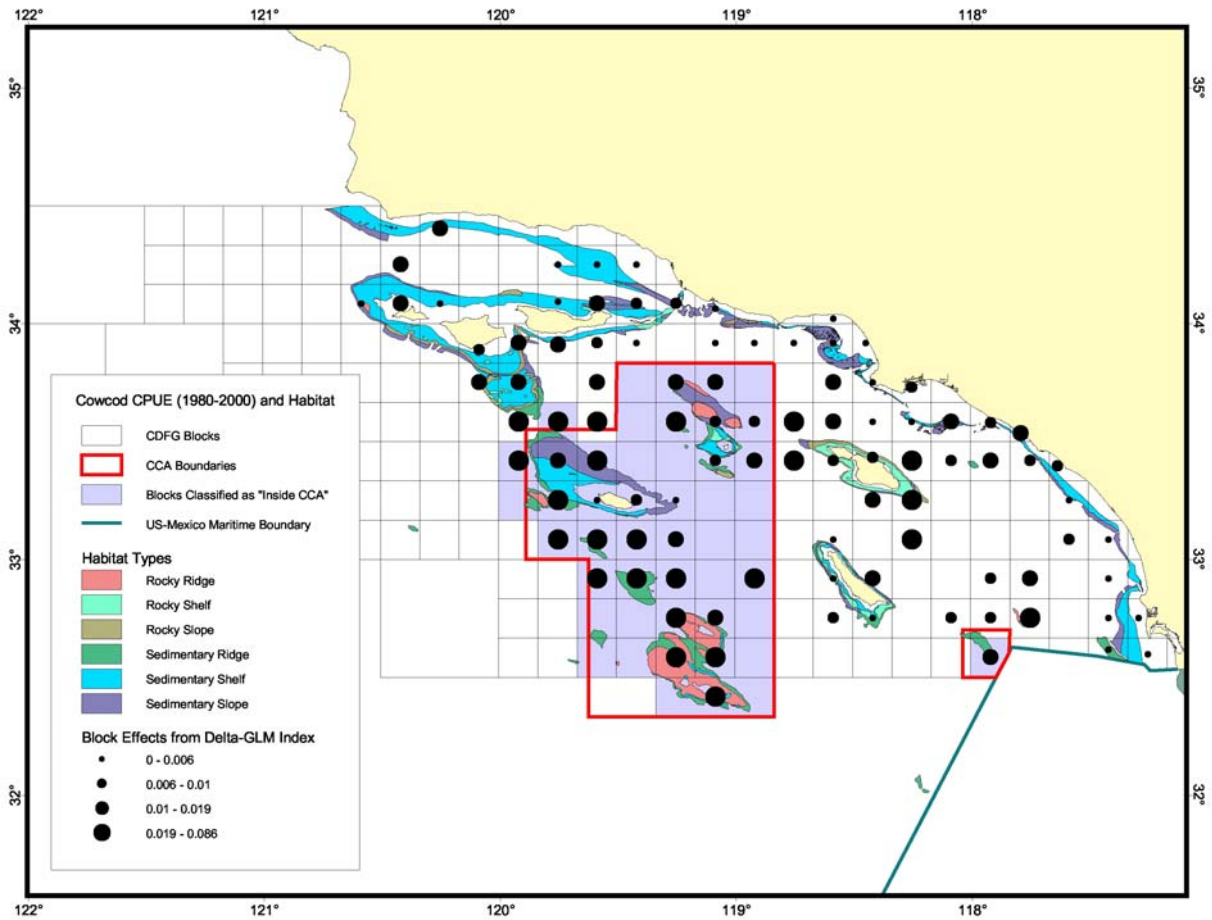 122° 121° 120° 119° 118°
35° 35°
34° 34°
33° 33°
32° 32°
Cowcod CPUE (1980-2000) and Habitat
CDFG Blocks
CCA Boundaries
Blocks Classified as "Inside CCA"
US-Mexico Maritime Boundary
Habitat Types
Rocky Ridge
Rocky Shelf
Rocky Slope
Sedimentary Ridge
Sedimentary Shelf
Sedimentary Slope
Block Effects from Delta-GLM Index
0 - 0.006
0.006 - 0.01
0.01 - 0.019
0.019 - 0.086
122° 121° 120° 119° 118°